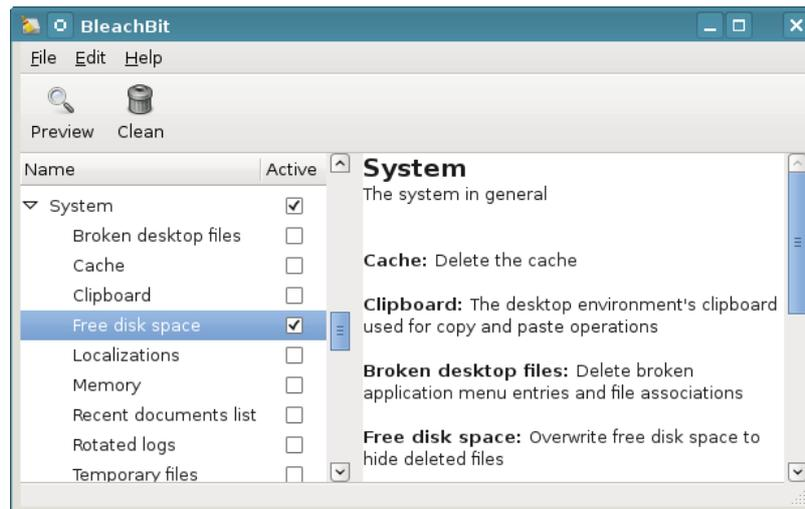 BleachBit
File Edit Help
Preview Clean
Name Active
System
Broken desktop files
Cache
Clipboard
Free disk space
Localizations
Memory
Recent documents list
Rotated logs
Temporary files
System
The system in general
Cache: Delete the cache
Clipboard: The desktop environment's clipboard
used for copy and paste operations
Broken desktop files: Delete broken
application menu entries and file associations
Free disk space: Overwrite free disk space to
hide deleted files